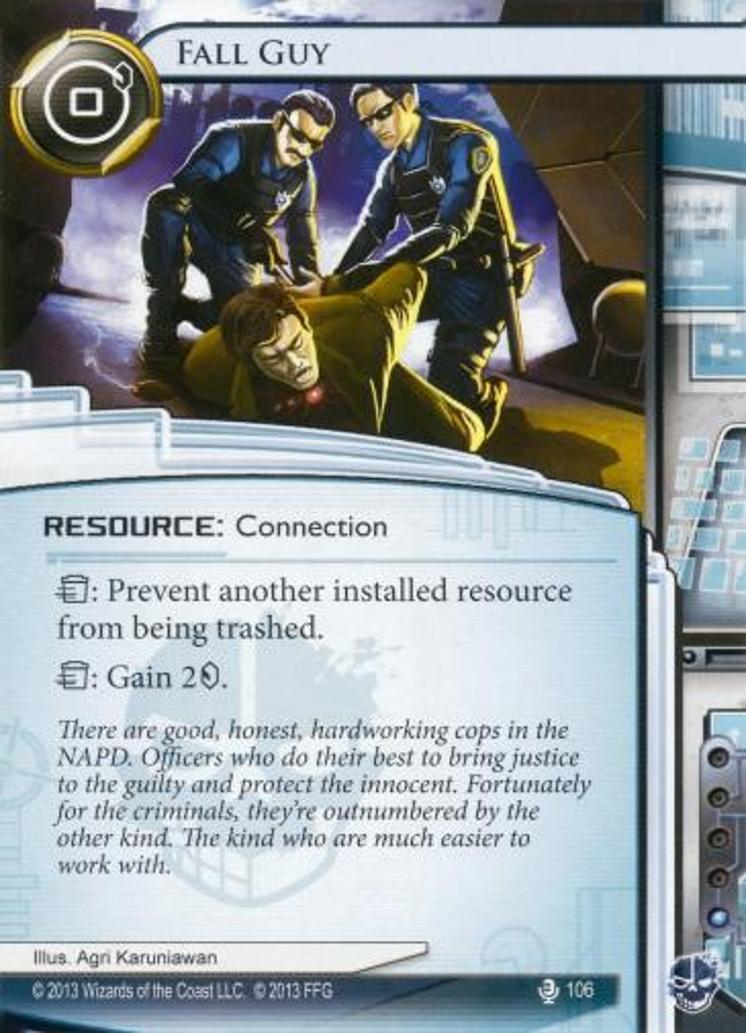 FALL GUY
RESOURCE: Connection
: Prevent another installed resource
from being trashed.
: Gain 2.
There are good, honest, hardworking cops in the
NAPD. Officers who do their best to bring justice
to the guilty and protect the innocent. Fortunately
for the criminals, they're outnumbered by the
other kind. The kind who are much easier to
work with.
Illus. Agri Karuniawan
© 2013 Wizards of the Coast LLC. © 2013 FFG
106